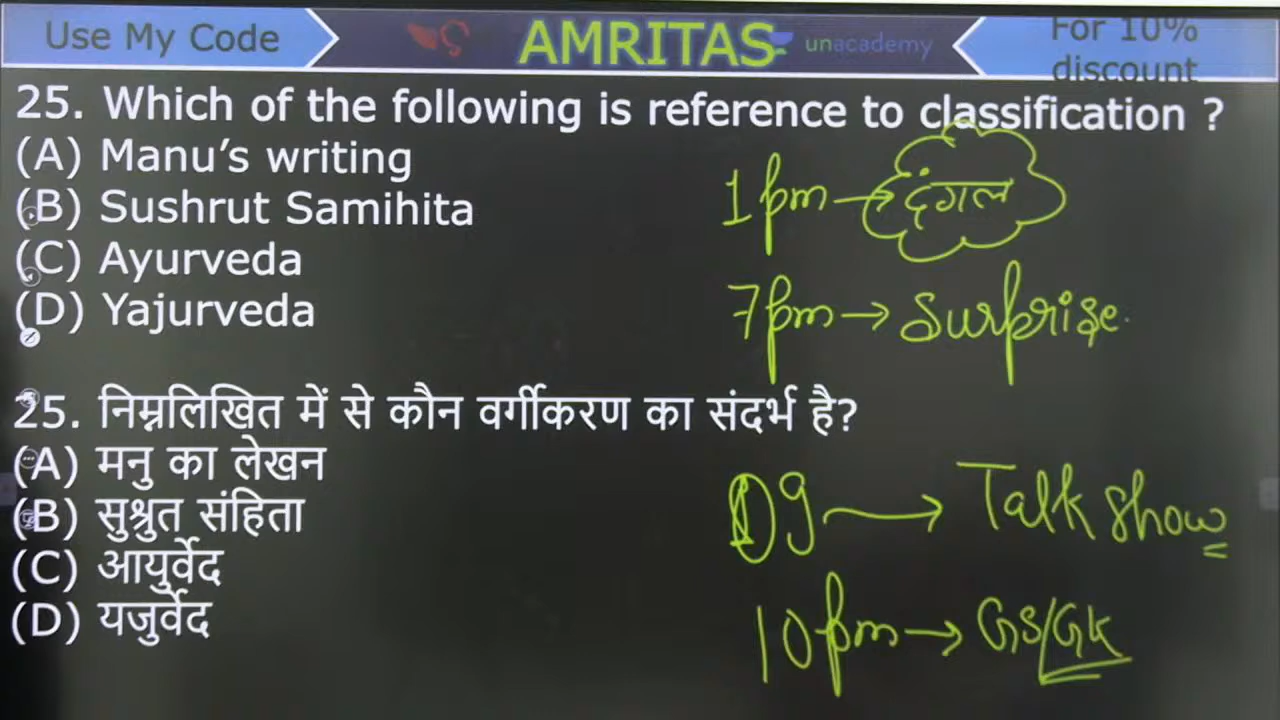 Use My Code
AMRITAS
unacademy
For 10%
discount
25. Which of the following is reference to classification ?
(A) Manu's writing
(B) Sushrut Samihita
(C) Ayurveda
(D) Yajurveda
1 pm → दंगल
7 pm → Surprise
25. निम्नलिखित में से कौन वर्गीकरण का संदर्भ है?
(A) मनु का लेखन
(B) सुश्रुत संहिता
(C) आयुर्वेद
(D) यजुर्वेद
9 → Talk show
10 pm → GS/GK